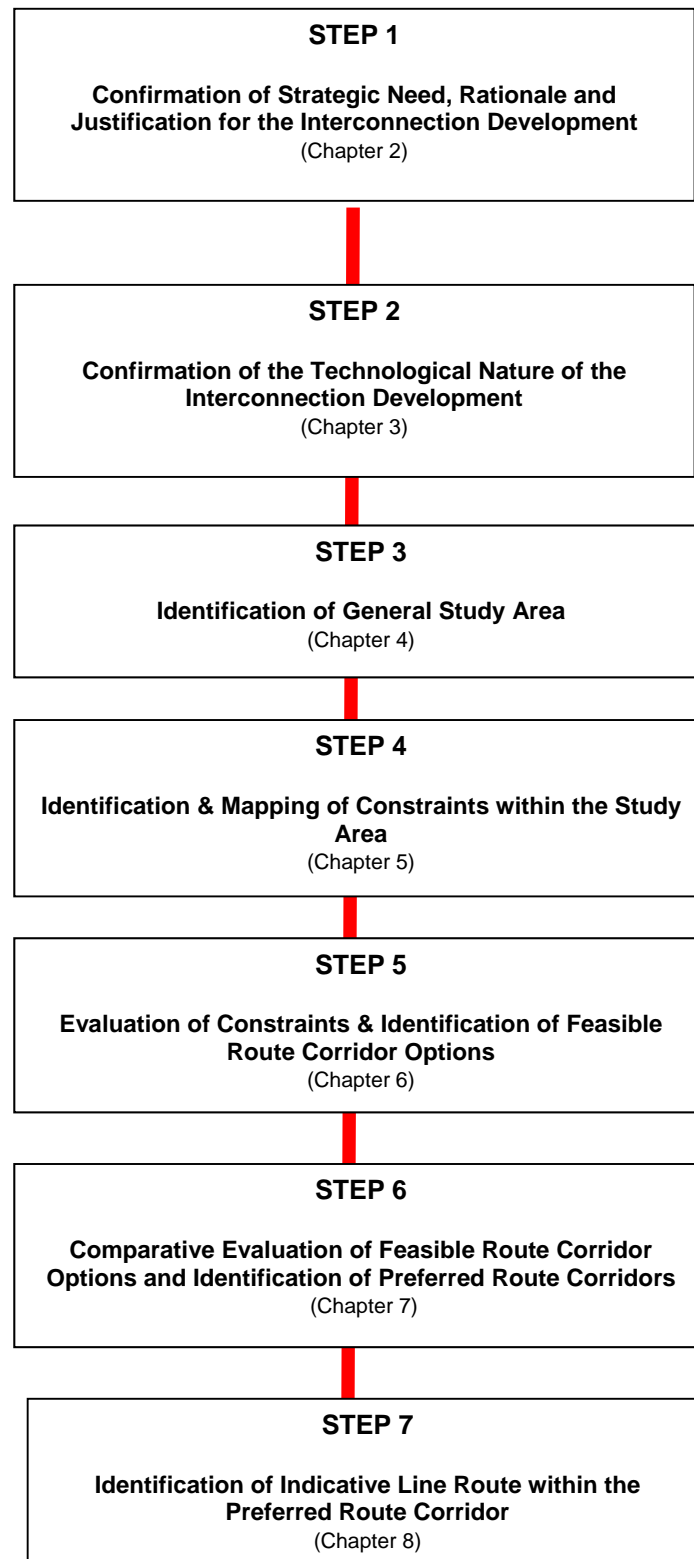 STEP 1
Confirmation of Strategic Need, Rationale and
Justification for the Interconnection Development
(Chapter 2)
STEP 2
Confirmation of the Technological Nature of the
Interconnection Development
(Chapter 3)
STEP 3
Identification of General Study Area
(Chapter 4)
STEP 4
Identification & Mapping of Constraints within the Study
Area
(Chapter 5)
STEP 5
Evaluation of Constraints & Identification of Feasible
Route Corridor Options
(Chapter 6)
STEP 6
Comparative Evaluation of Feasible Route Corridor
Options and Identification of Preferred Route Corridors
(Chapter 7)
STEP 7
Identification of Indicative Line Route within the
Preferred Route Corridor
(Chapter 8)